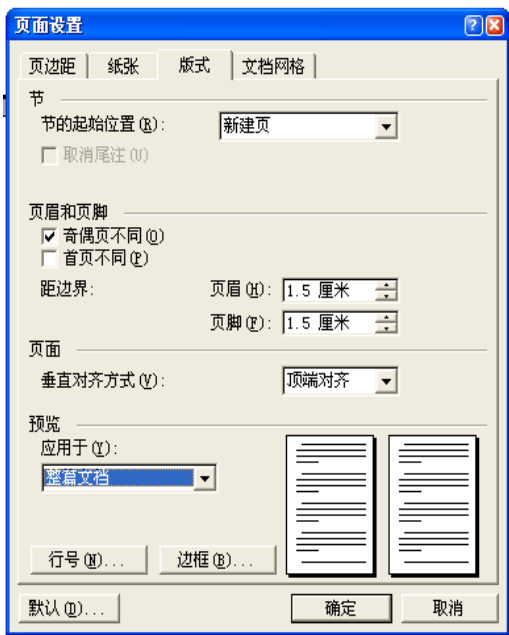 页面设置
页边距 纸张 版式 文档网格
节
节的起始位置(R): 新建页
取消尾注(U)
页眉和页脚
奇偶页不同(O)
首页不同(P)
距边界: 页眉(H): 1.5 厘米
页脚(F): 1.5 厘米
页面
垂直对齐方式(V): 顶端对齐
预览
应用于(Y):
整篇文档
行号(N)... 边框(B)...
默认(D)... 确定 取消